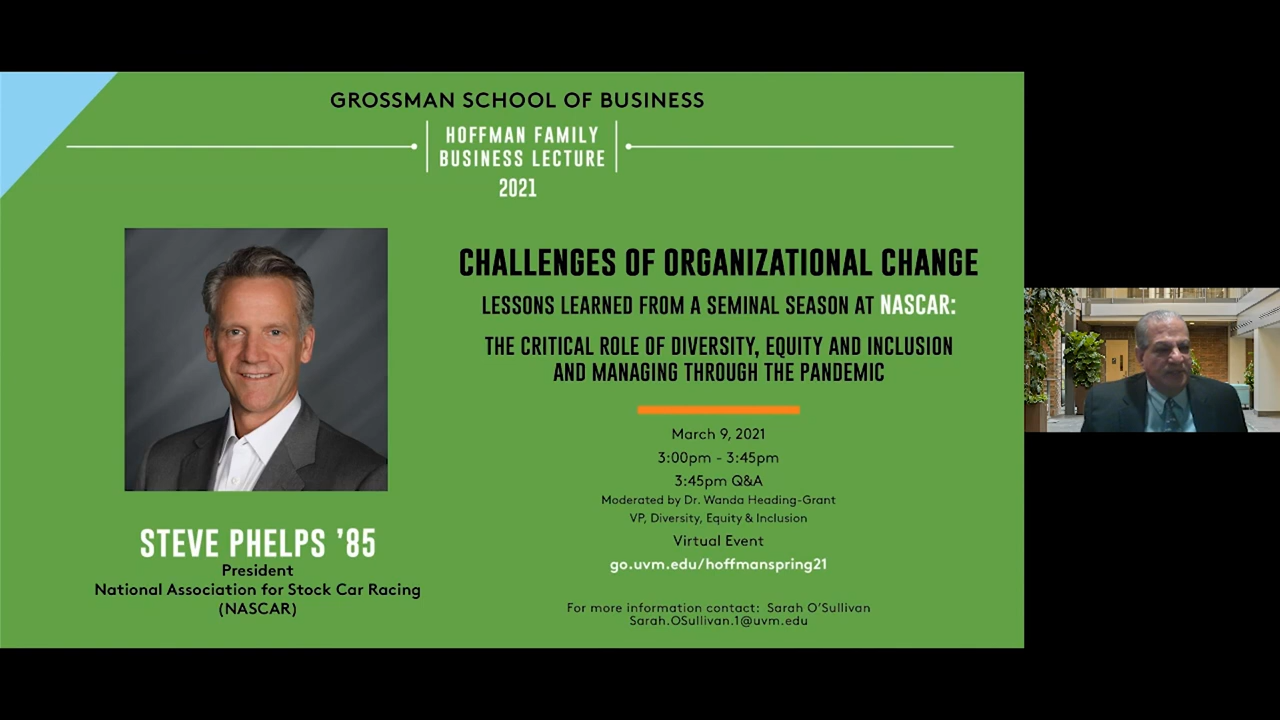 GROSSMAN SCHOOL OF BUSINESS
HOFFMAN FAMILY
BUSINESS LECTURE
2021
CHALLENGES OF ORGANIZATIONAL CHANGE
LESSONS LEARNED FROM A SEMINAL SEASON AT NASCAR:
THE CRITICAL ROLE OF DIVERSITY, EQUITY AND INCLUSION
AND MANAGING THROUGH THE PANDEMIC
March 9, 2021
3:00pm - 3:45pm
3:45pm Q&A
Moderated by Dr. Wanda Heading-Grant
VP, Diversity, Equity & Inclusion
Virtual Event
go.uvm.edu/hoffmanspring21
For more information contact: Sarah O'Sullivan
Sarah.OSullivan.1@uvm.edu
STEVE PHELPS '85
President
National Association for Stock Car Racing
(NASCAR)